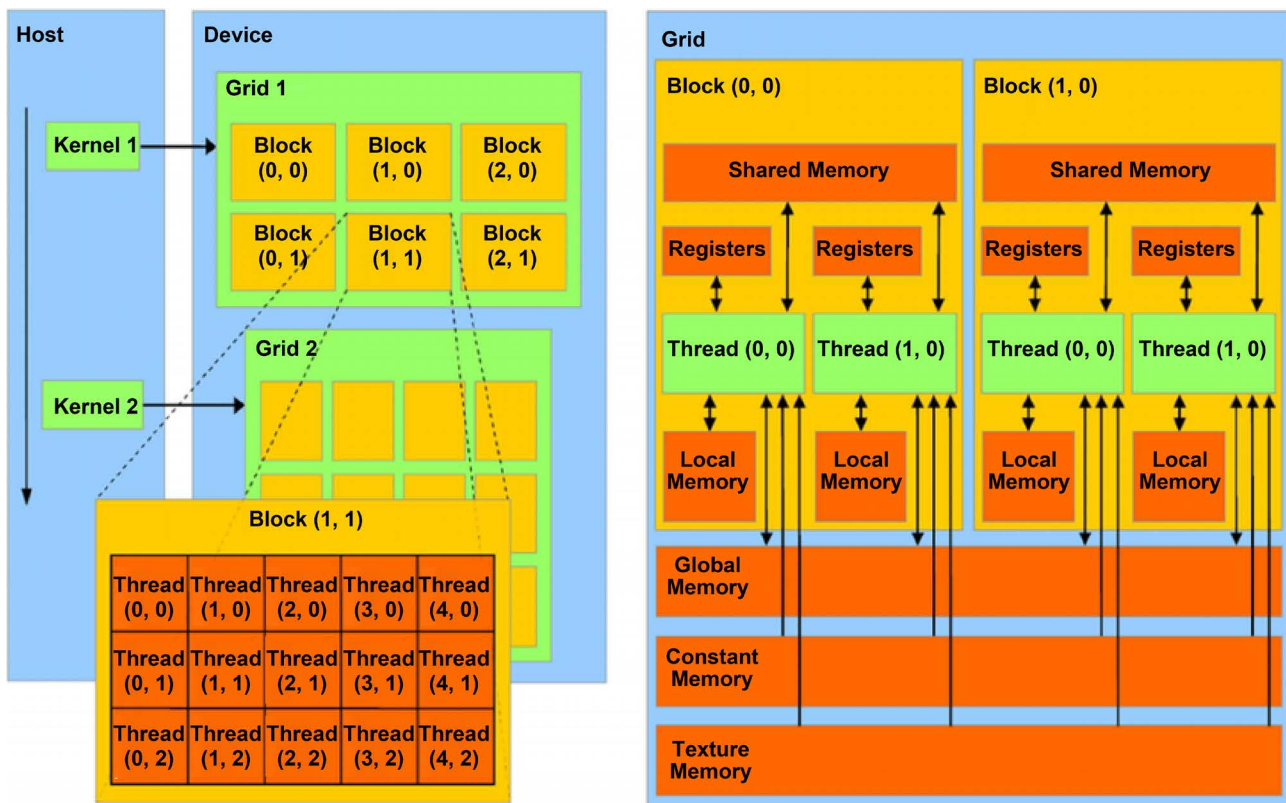 Host
Device
Grid 1
Kernel 1
Block
(0, 0)
Block
(1, 0)
Block
(2, 0)
Block
(0, 1)
Block
(1, 1)
Block
(2, 1)
Grid 2
Kernel 2
Block (1, 1)
Thread
(0, 0)
Thread
(1, 0)
Thread
(2, 0)
Thread
(3, 0)
Thread
(4, 0)
Thread
(0, 1)
Thread
(1, 1)
Thread
(2, 1)
Thread
(3, 1)
Thread
(4, 1)
Thread
(0, 2)
Thread
(1, 2)
Thread
(2, 2)
Thread
(3, 2)
Thread
(4, 2)
Grid
Block (0, 0)
Shared Memory
Registers
Registers
Thread (0, 0)
Thread (1, 0)
Local
Memory
Local
Memory
Block (1, 0)
Shared Memory
Registers
Registers
Thread (0, 0)
Thread (1, 0)
Local
Memory
Local
Memory
Global
Memory
Constant
Memory
Texture
Memory